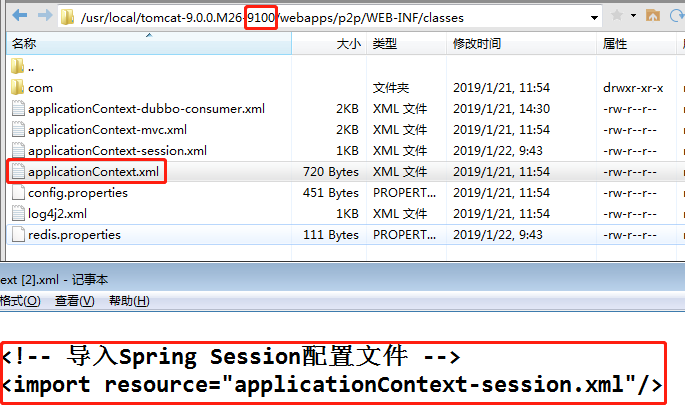 /usr/local/tomcat-9.0.0.M26-9100/webapps/p2p/WEB-INF/classes
名称 大小 类型 修改时间 属性
..
com 文件夹 2019/1/21, 11:54 drwxr-xr-x
applicationContext-dubbo-consumer.xml 2KB XML 文件 2019/1/21, 14:30 -rw-r--r--
applicationContext-mvc.xml 2KB XML 文件 2019/1/21, 11:54 -rw-r--r--
applicationContext-session.xml 1KB XML 文件 2019/1/22, 9:43 -rw-r--r--
applicationContext.xml 720 Bytes XML 文件 2019/1/21, 11:54 -rw-r--r--
config.properties 451 Bytes PROPERT... 2019/1/21, 11:54 -rw-r--r--
log4j2.xml 1KB XML 文件 2019/1/21, 11:54 -rw-r--r--
redis.properties 111 Bytes PROPERT... 2019/1/22, 9:43 -rw-r--r--
ext [2].xml - 记事本
格式(O) 查看(V) 帮助(H)
<!-- 导入Spring Session配置文件 -->
<import resource="applicationContext-session.xml"/>